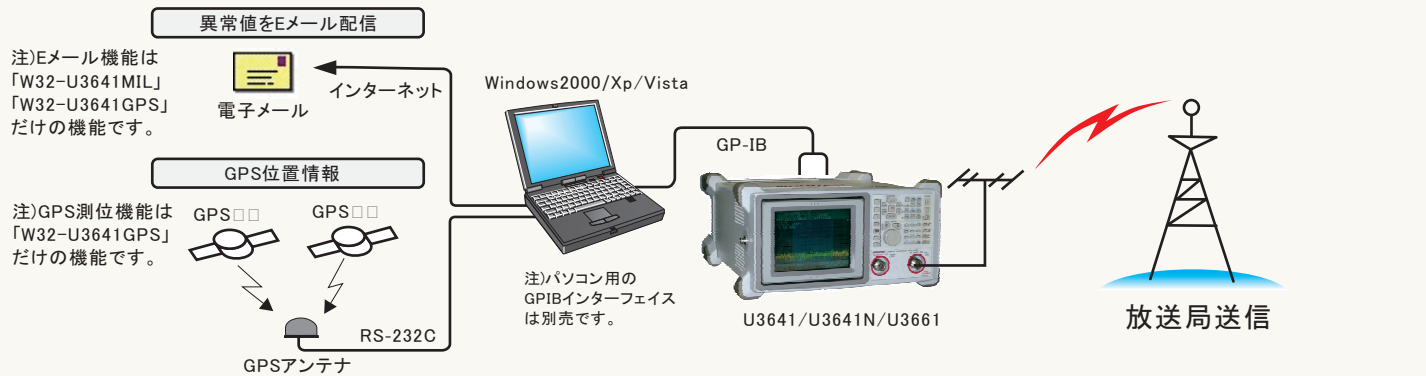 異常値をEメール配信
注)Eメール機能は
「W32-U3641MIL」
「W32-U3641GPS」
だけの機能です。
電子メール
インターネット
Windows2000/Xp/Vista
GP-IB
GPS位置情報
注)GPS測位機能は
「W32-U3641GPS」
だけの機能です。
GPS□□
GPS□□
RS-232C
GPSアンテナ
注)パソコン用の
GPIBインターフェイス
は別売です。
U3641/U3641N/U3661
放送局送信